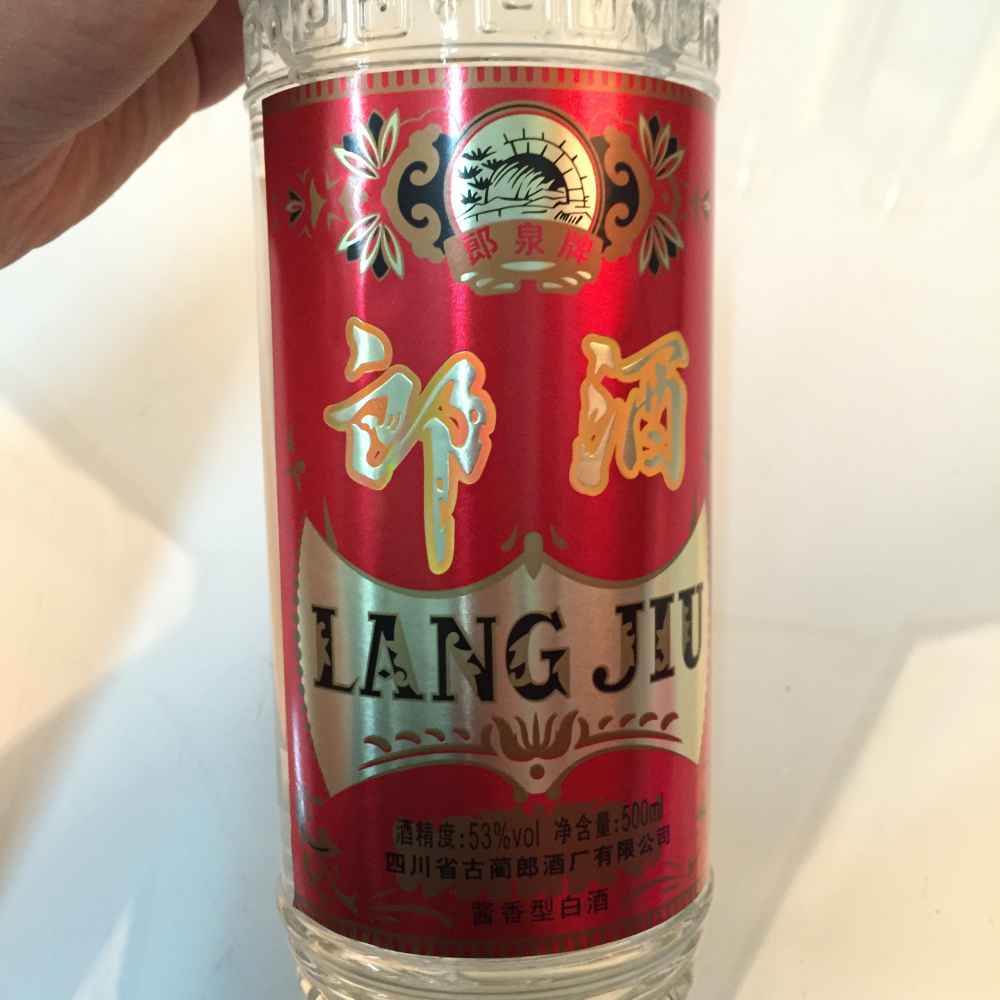 郎泉牌
郎酒
LANG JIU
酒精度:53%vol 净含量:500ml
四川省古蔺郎酒厂有限公司
酱香型白酒